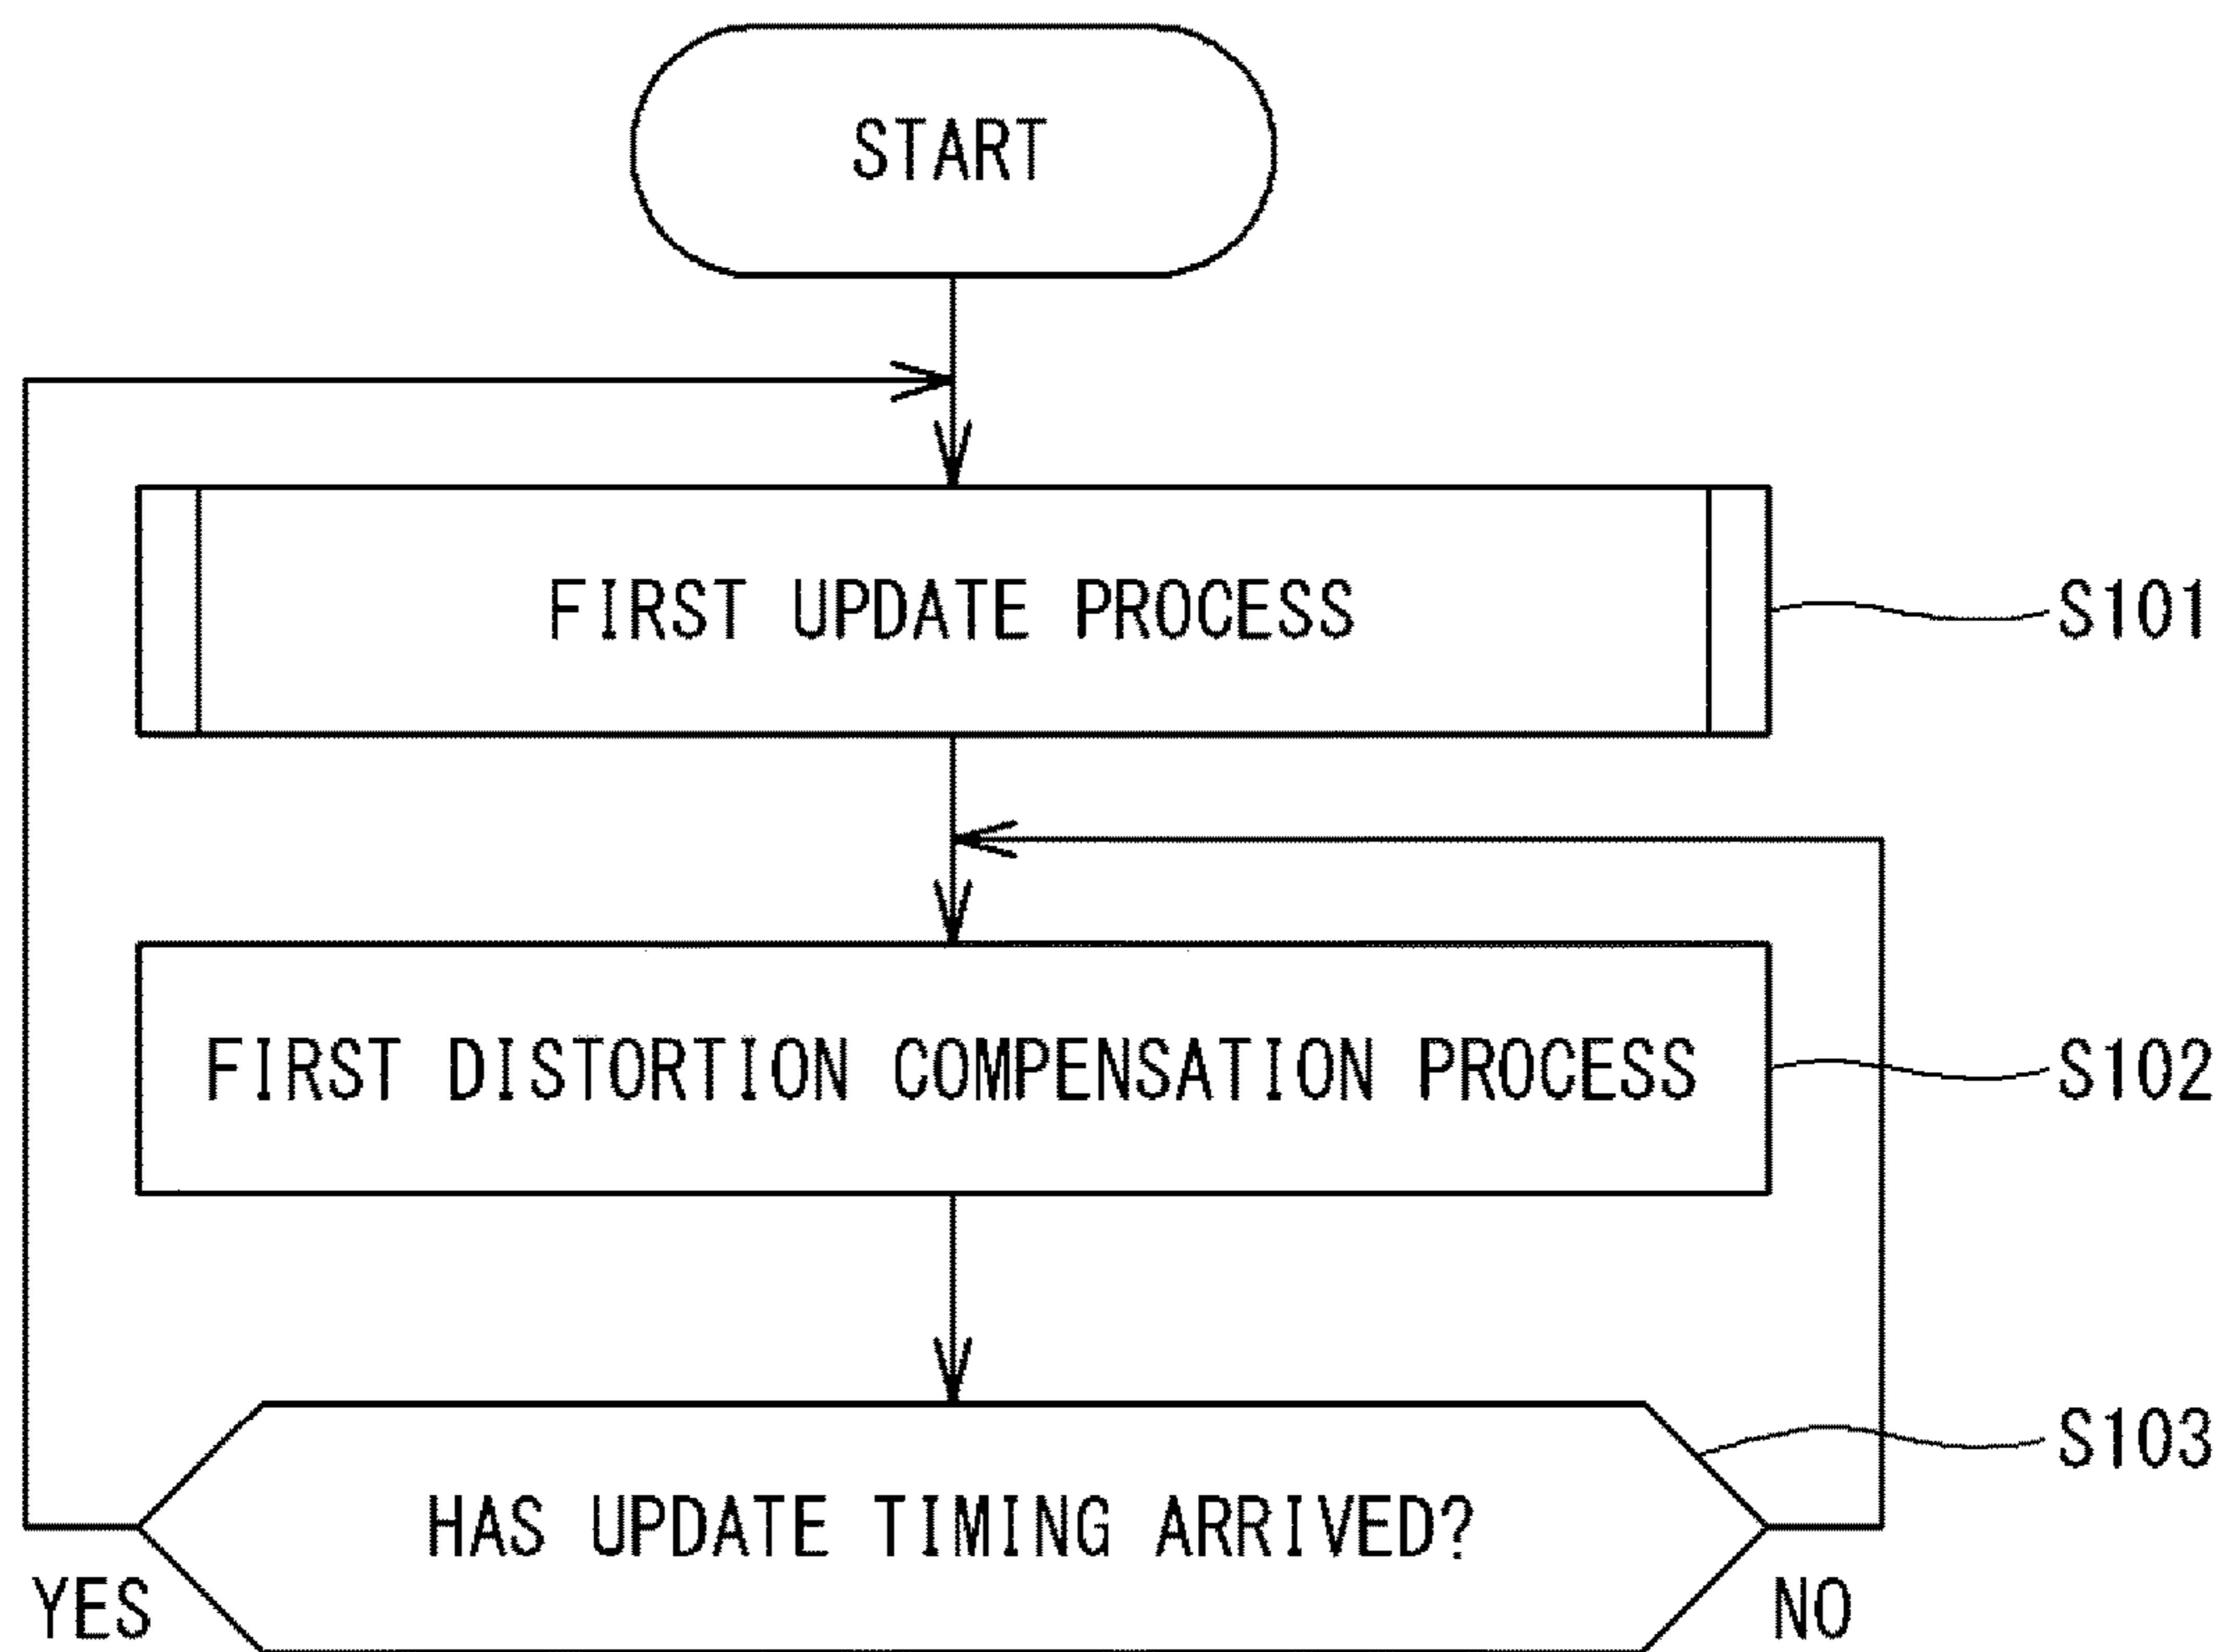 START
FIRST UPDATE PROCESS
S101
FIRST DISTORTION COMPENSATION PROCESS
S102
S103
HAS UPDATE TIMING ARRIVED?
YES
NO